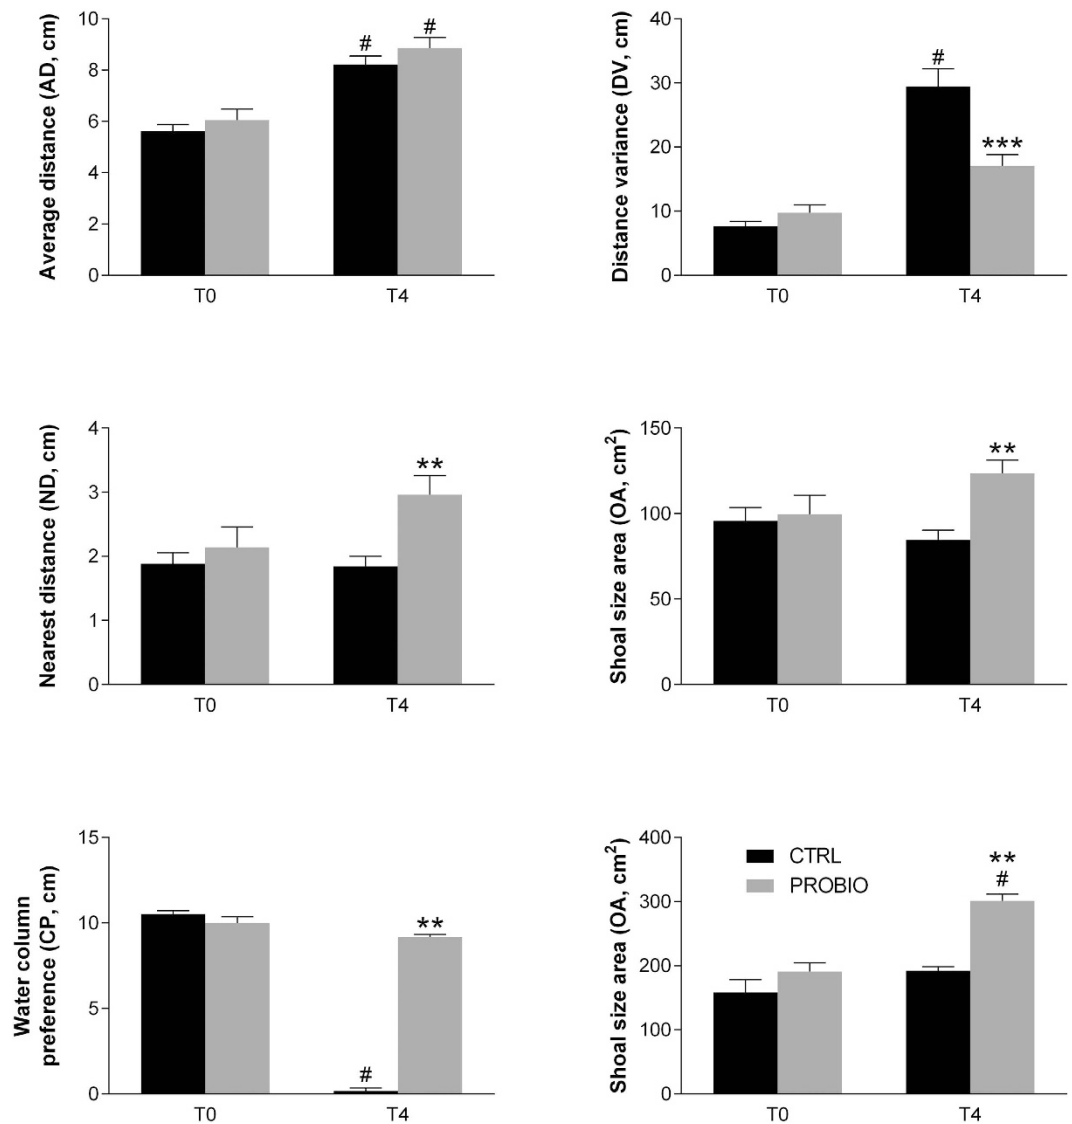 Average distance (AD, cm)
10
8
6
4
2
0
#
#
T0
T4
Distance variance (DV, cm)
40
30
20
10
0
#
***
T0
T4
Nearest distance (ND, cm)
4
3
2
1
0
**
T0
T4
Shoal size area (OA, cm²)
150
100
50
0
**
T0
T4
Water column
preference (CP, cm)
15
10
5
0
#
**
T0
T4
Shoal size area (OA, cm²)
400
300
200
100
0
CTRL
PROBIO
**
#
T0
T4